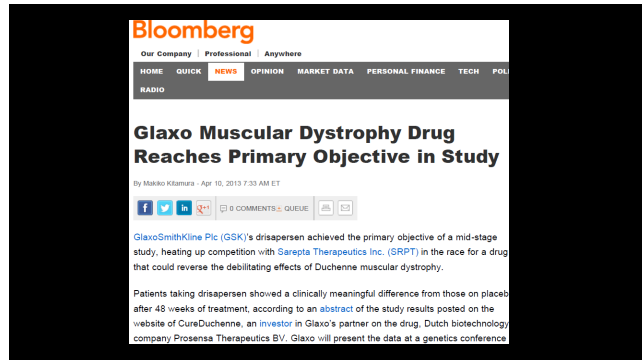 Bloomberg
Our Company | Professional | Anywhere
HOME QUICK NEWS OPINION MARKET DATA PERSONAL FINANCE TECH POLI
RADIO
Glaxo Muscular Dystrophy Drug
Reaches Primary Objective in Study
By Makiko Kitamura - Apr 10, 2013 7:33 AM ET
f in g+1 0 COMMENTS QUEUE
GlaxoSmithKline Plc (GSK)'s drisapersen achieved the primary objective of a mid-stage
study, heating up competition with Sarepta Therapeutics Inc. (SRPT) in the race for a drug
that could reverse the debilitating effects of Duchenne muscular dystrophy.
Patients taking drisapersen showed a clinically meaningful difference from those on placeb
after 48 weeks of treatment, according to an abstract of the study results posted on the
website of CureDuchenne, an investor in Glaxo's partner on the drug, Dutch biotechnology
company Prosensa Therapeutics BV. Glaxo will present the data at a genetics conference